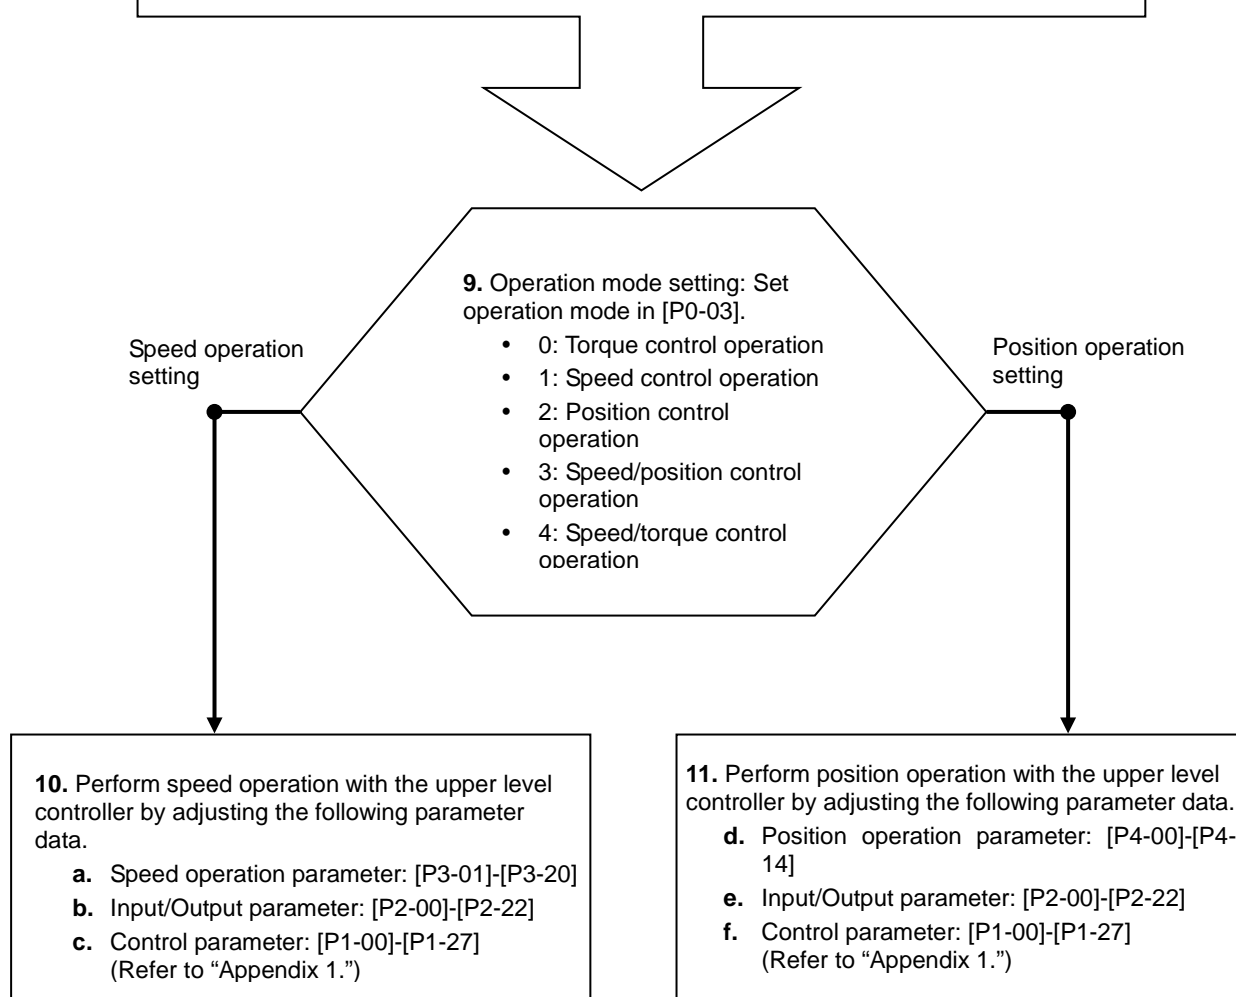 9. Operation mode setting: Set
operation mode in [P0-03].
• 0: Torque control operation
• 1: Speed control operation
• 2: Position control
operation
• 3: Speed/position control
operation
• 4: Speed/torque control
operation
Speed operation
setting
Position operation
setting
10. Perform speed operation with the upper level
controller by adjusting the following parameter
data.
a. Speed operation parameter: [P3-01]-[P3-20]
b. Input/Output parameter: [P2-00]-[P2-22]
c. Control parameter: [P1-00]-[P1-27]
(Refer to “Appendix 1.”)
11. Perform position operation with the upper level
controller by adjusting the following parameter data.
d. Position operation parameter: [P4-00]-[P4-
14]
e. Input/Output parameter: [P2-00]-[P2-22]
f. Control parameter: [P1-00]-[P1-27]
(Refer to “Appendix 1.”)